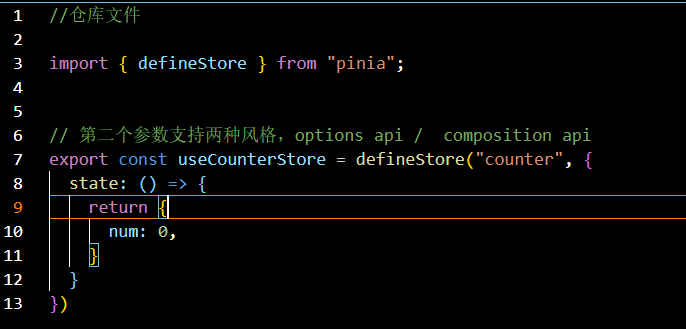 1 //仓库文件
2
3 import { defineStore } from "pinia";
4
5
6 // 第二个参数支持两种风格，options api /  composition api
7 export const useCounterStore = defineStore("counter", {
8   state: () => {
9     return {
10       num: 0,
11     }
12   }
13 })